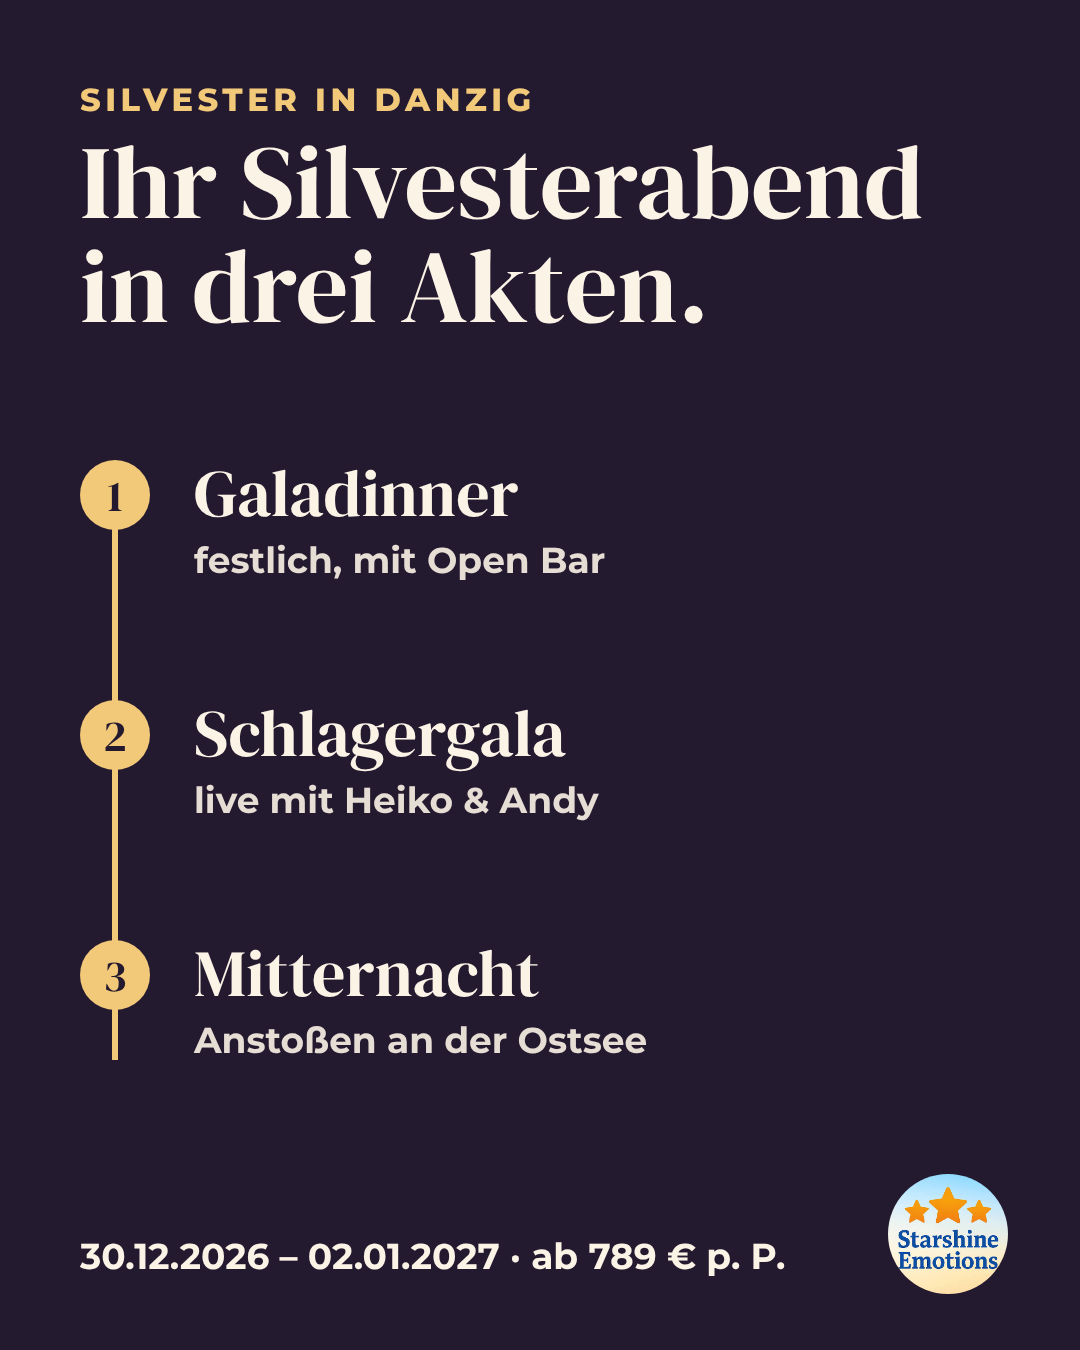 SILVESTER IN DANZIG
Ihr Silvesterabend
in drei Akten.
1
Galadinner
festlich, mit Open Bar
2
Schlagergala
live mit Heiko & Andy
3
Mitternacht
Anstoßen an der Ostsee
30.12.2026 – 02.01.2027 · ab 789 € p. P.
Starshine
Emotions